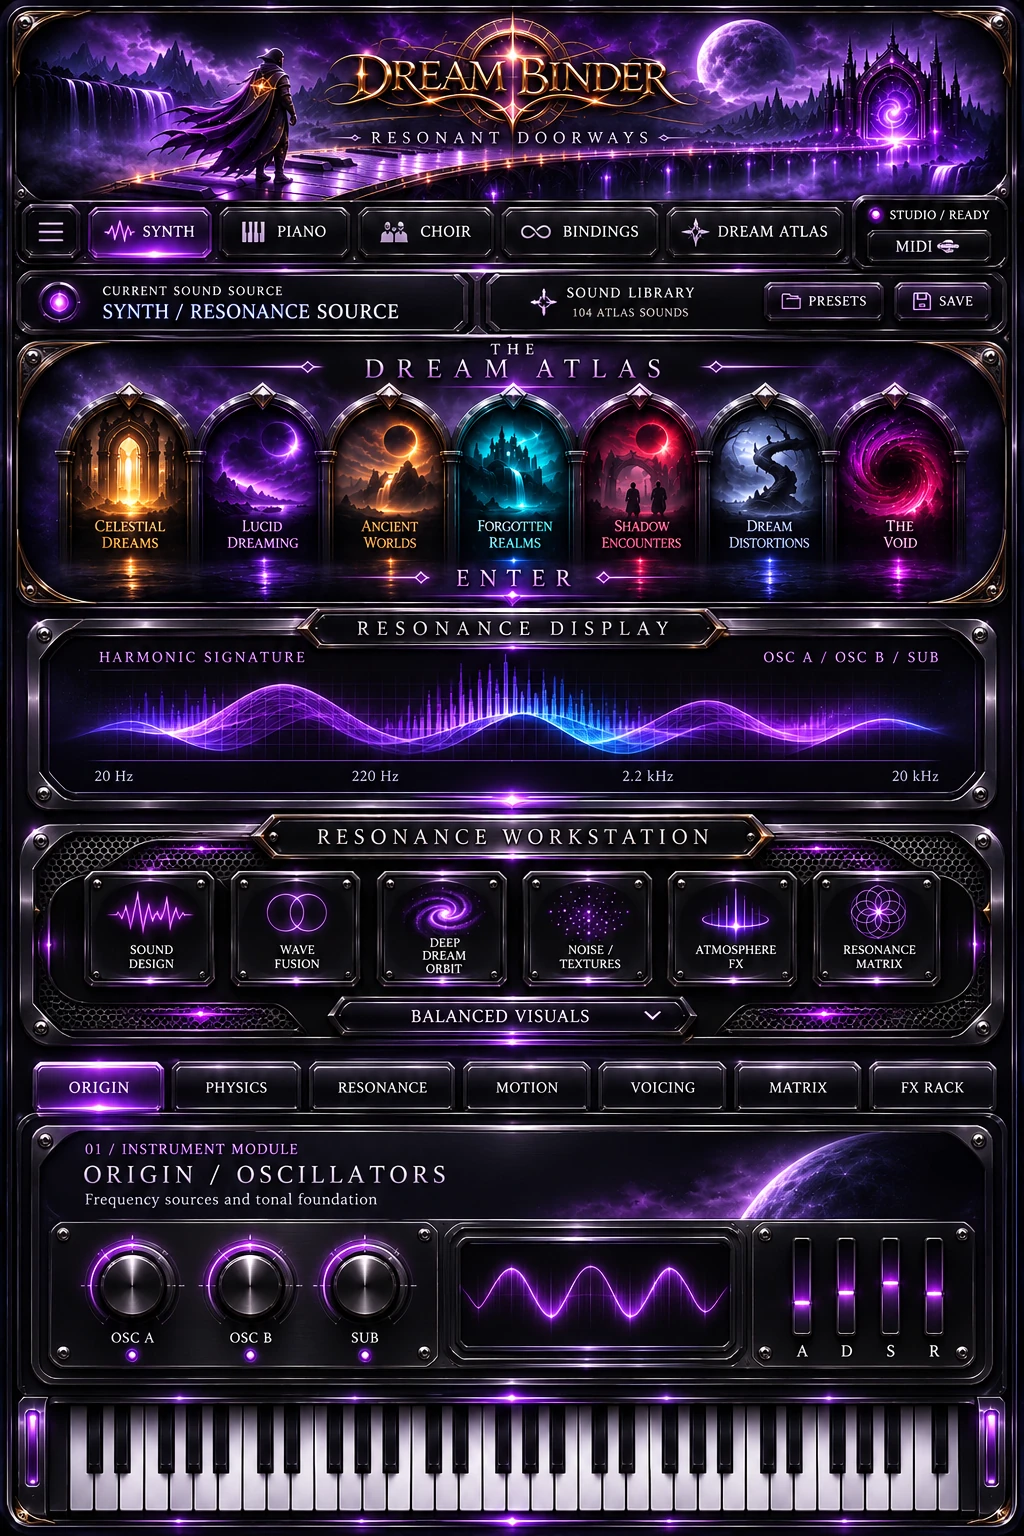 DREAM BINDER
RESONANT DOORWAYS
SYNTH
PIANO
CHOIR
BINDINGS
DREAM ATLAS
STUDIO / READY
MIDI
CURRENT SOUND SOURCE
SYNTH / RESONANCE SOURCE
SOUND LIBRARY
104 ATLAS SOUNDS
PRESETS
SAVE
THE
DREAM ATLAS
CELESTIAL
DREAMS
LUCID
DREAMING
ANCIENT
WORLDS
FORGOTTEN
REALMS
SHADOW
ENCOUNTERS
DREAM
DISTORTIONS
THE
VOID
ENTER
RESONANCE DISPLAY
HARMONIC SIGNATURE
OSC A / OSC B / SUB
20 Hz
220 Hz
2.2 kHz
20 kHz
RESONANCE WORKSTATION
SOUND
DESIGN
WAVE
FUSION
DEEP
DREAM
ORBIT
NOISE /
TEXTURES
ATMOSPHERE
FX
RESONANCE
MATRIX
BALANCED VISUALS
ORIGIN
PHYSICS
RESONANCE
MOTION
VOICING
MATRIX
FX RACK
01 / INSTRUMENT MODULE
ORIGIN / OSCILLATORS
Frequency sources and tonal foundation
OSC A
OSC B
SUB
A
D
S
R